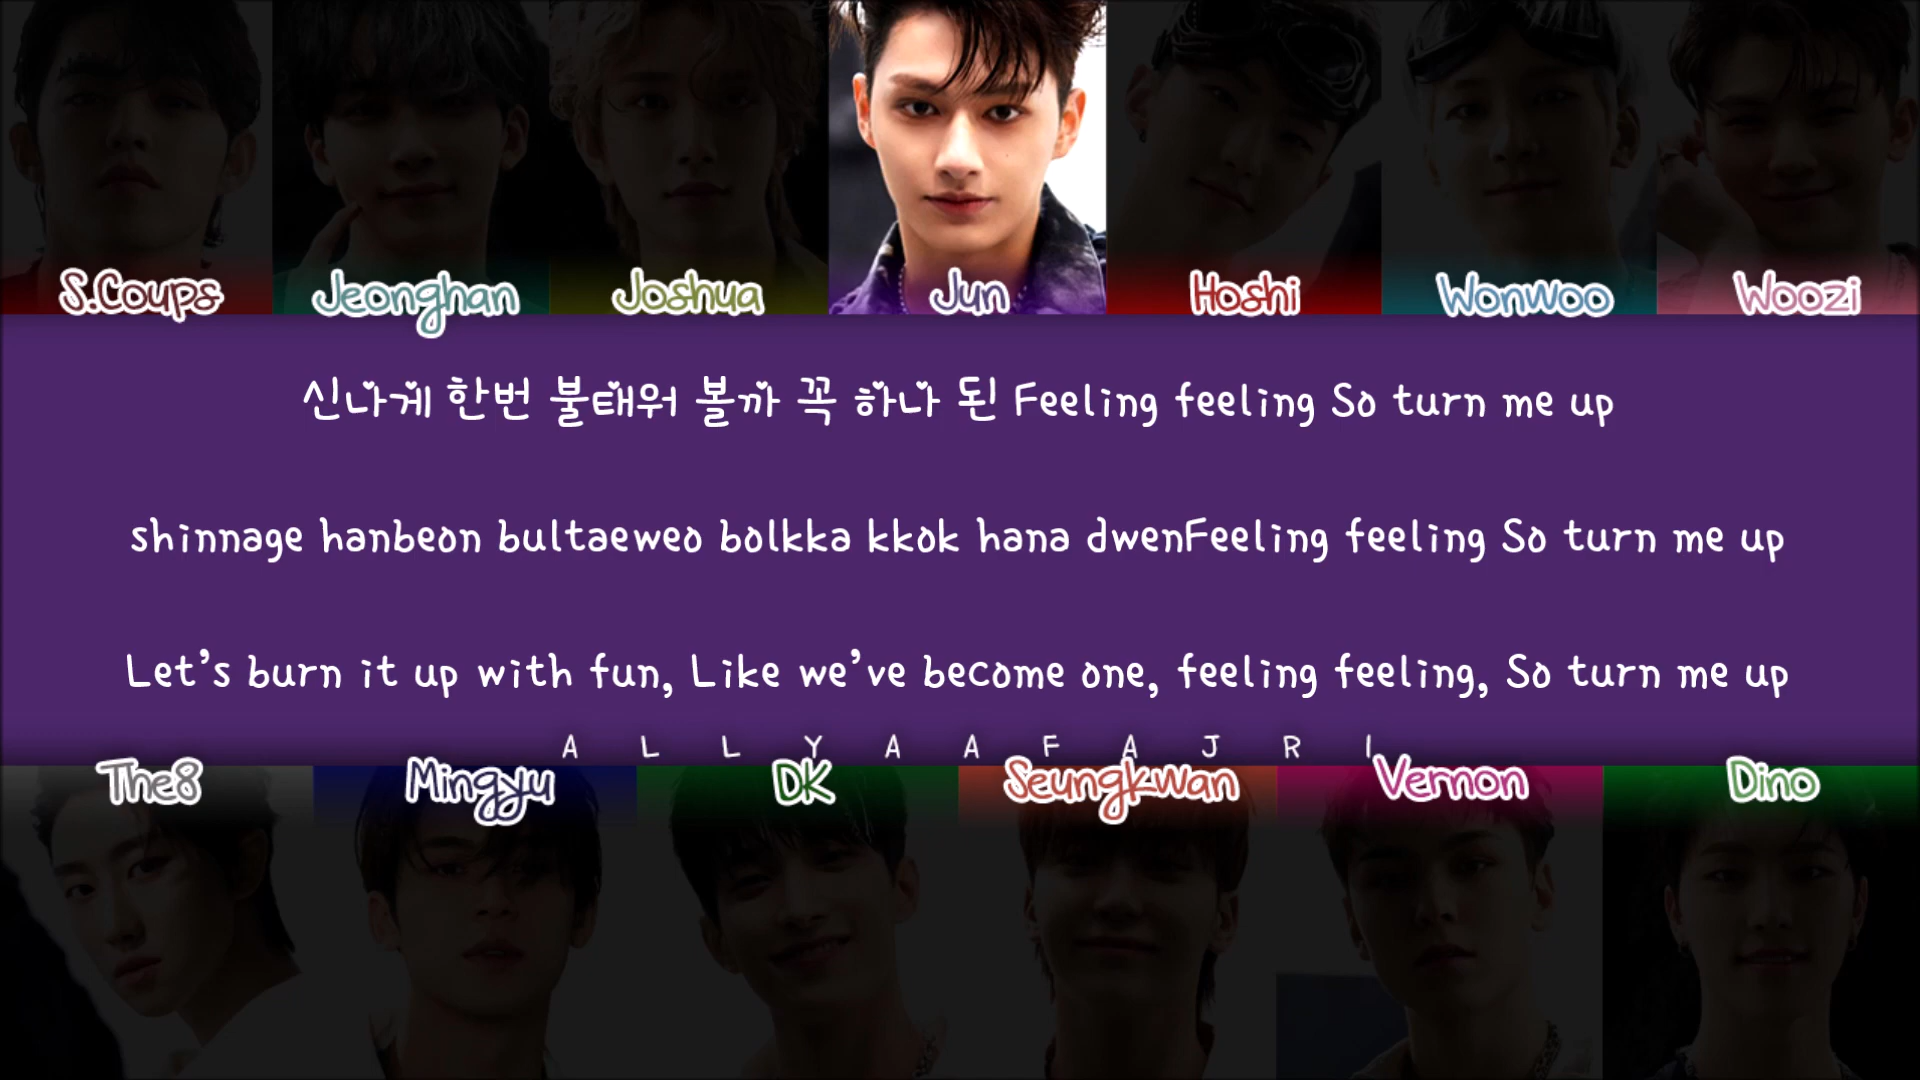 S.Coups Jeonghan Joshua Jun Hoshi Wonwoo Woozi
신나게 한번 불태워 볼까 꼭 하나 된 Feeling feeling So turn me up
shinnage hanbeon bultaeweo bolkka kkok hana dwenFeeling feeling So turn me up
Let's burn it up with fun, Like we've become one, feeling feeling, So turn me up
A L L Y A A F A J R I
The8 Mingyu DK Seungkwan Vernon Dino